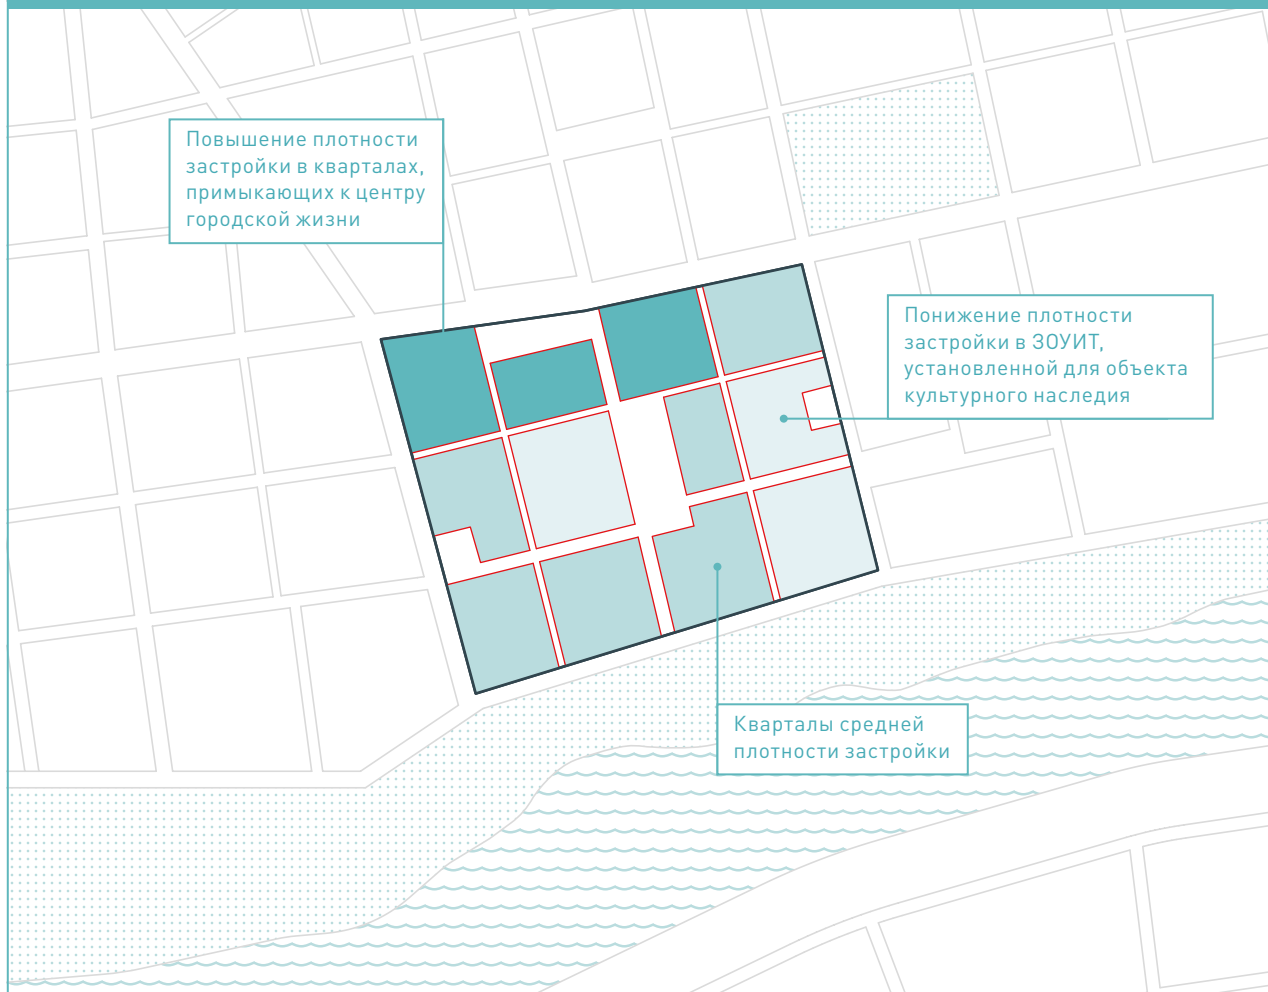 Повышение плотности
застройки в кварталах,
примыкающих к центру
городской жизни
Понижение плотности
застройки в ЗОУИТ,
установленной для объекта
культурного наследия
Кварталы средней
плотности застройки